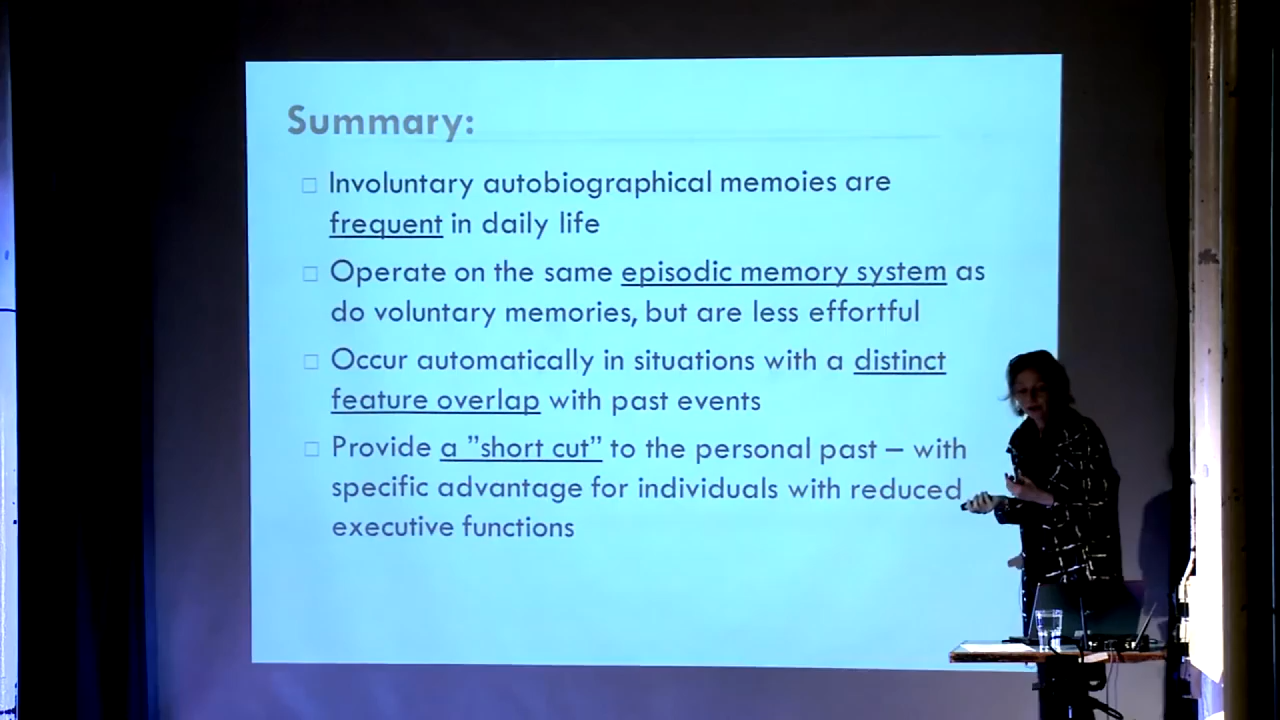 Summary:
Involuntary autobiographical memoies are
frequent in daily life
Operate on the same episodic memory system as
do voluntary memories, but are less effortful
Occur automatically in situations with a distinct
feature overlap with past events
Provide a ”short cut” to the personal past – with
specific advantage for individuals with reduced
executive functions